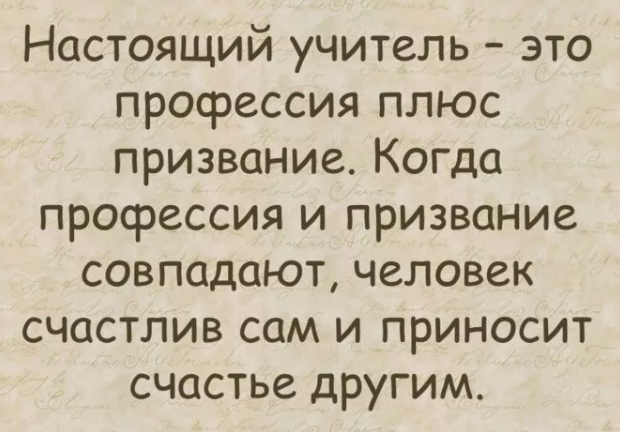 Настоящий учитель – это
профессия плюс
призвание. Когда
профессия и призвание
совпадают, человек
счастлив сам и приносит
счастье другим.